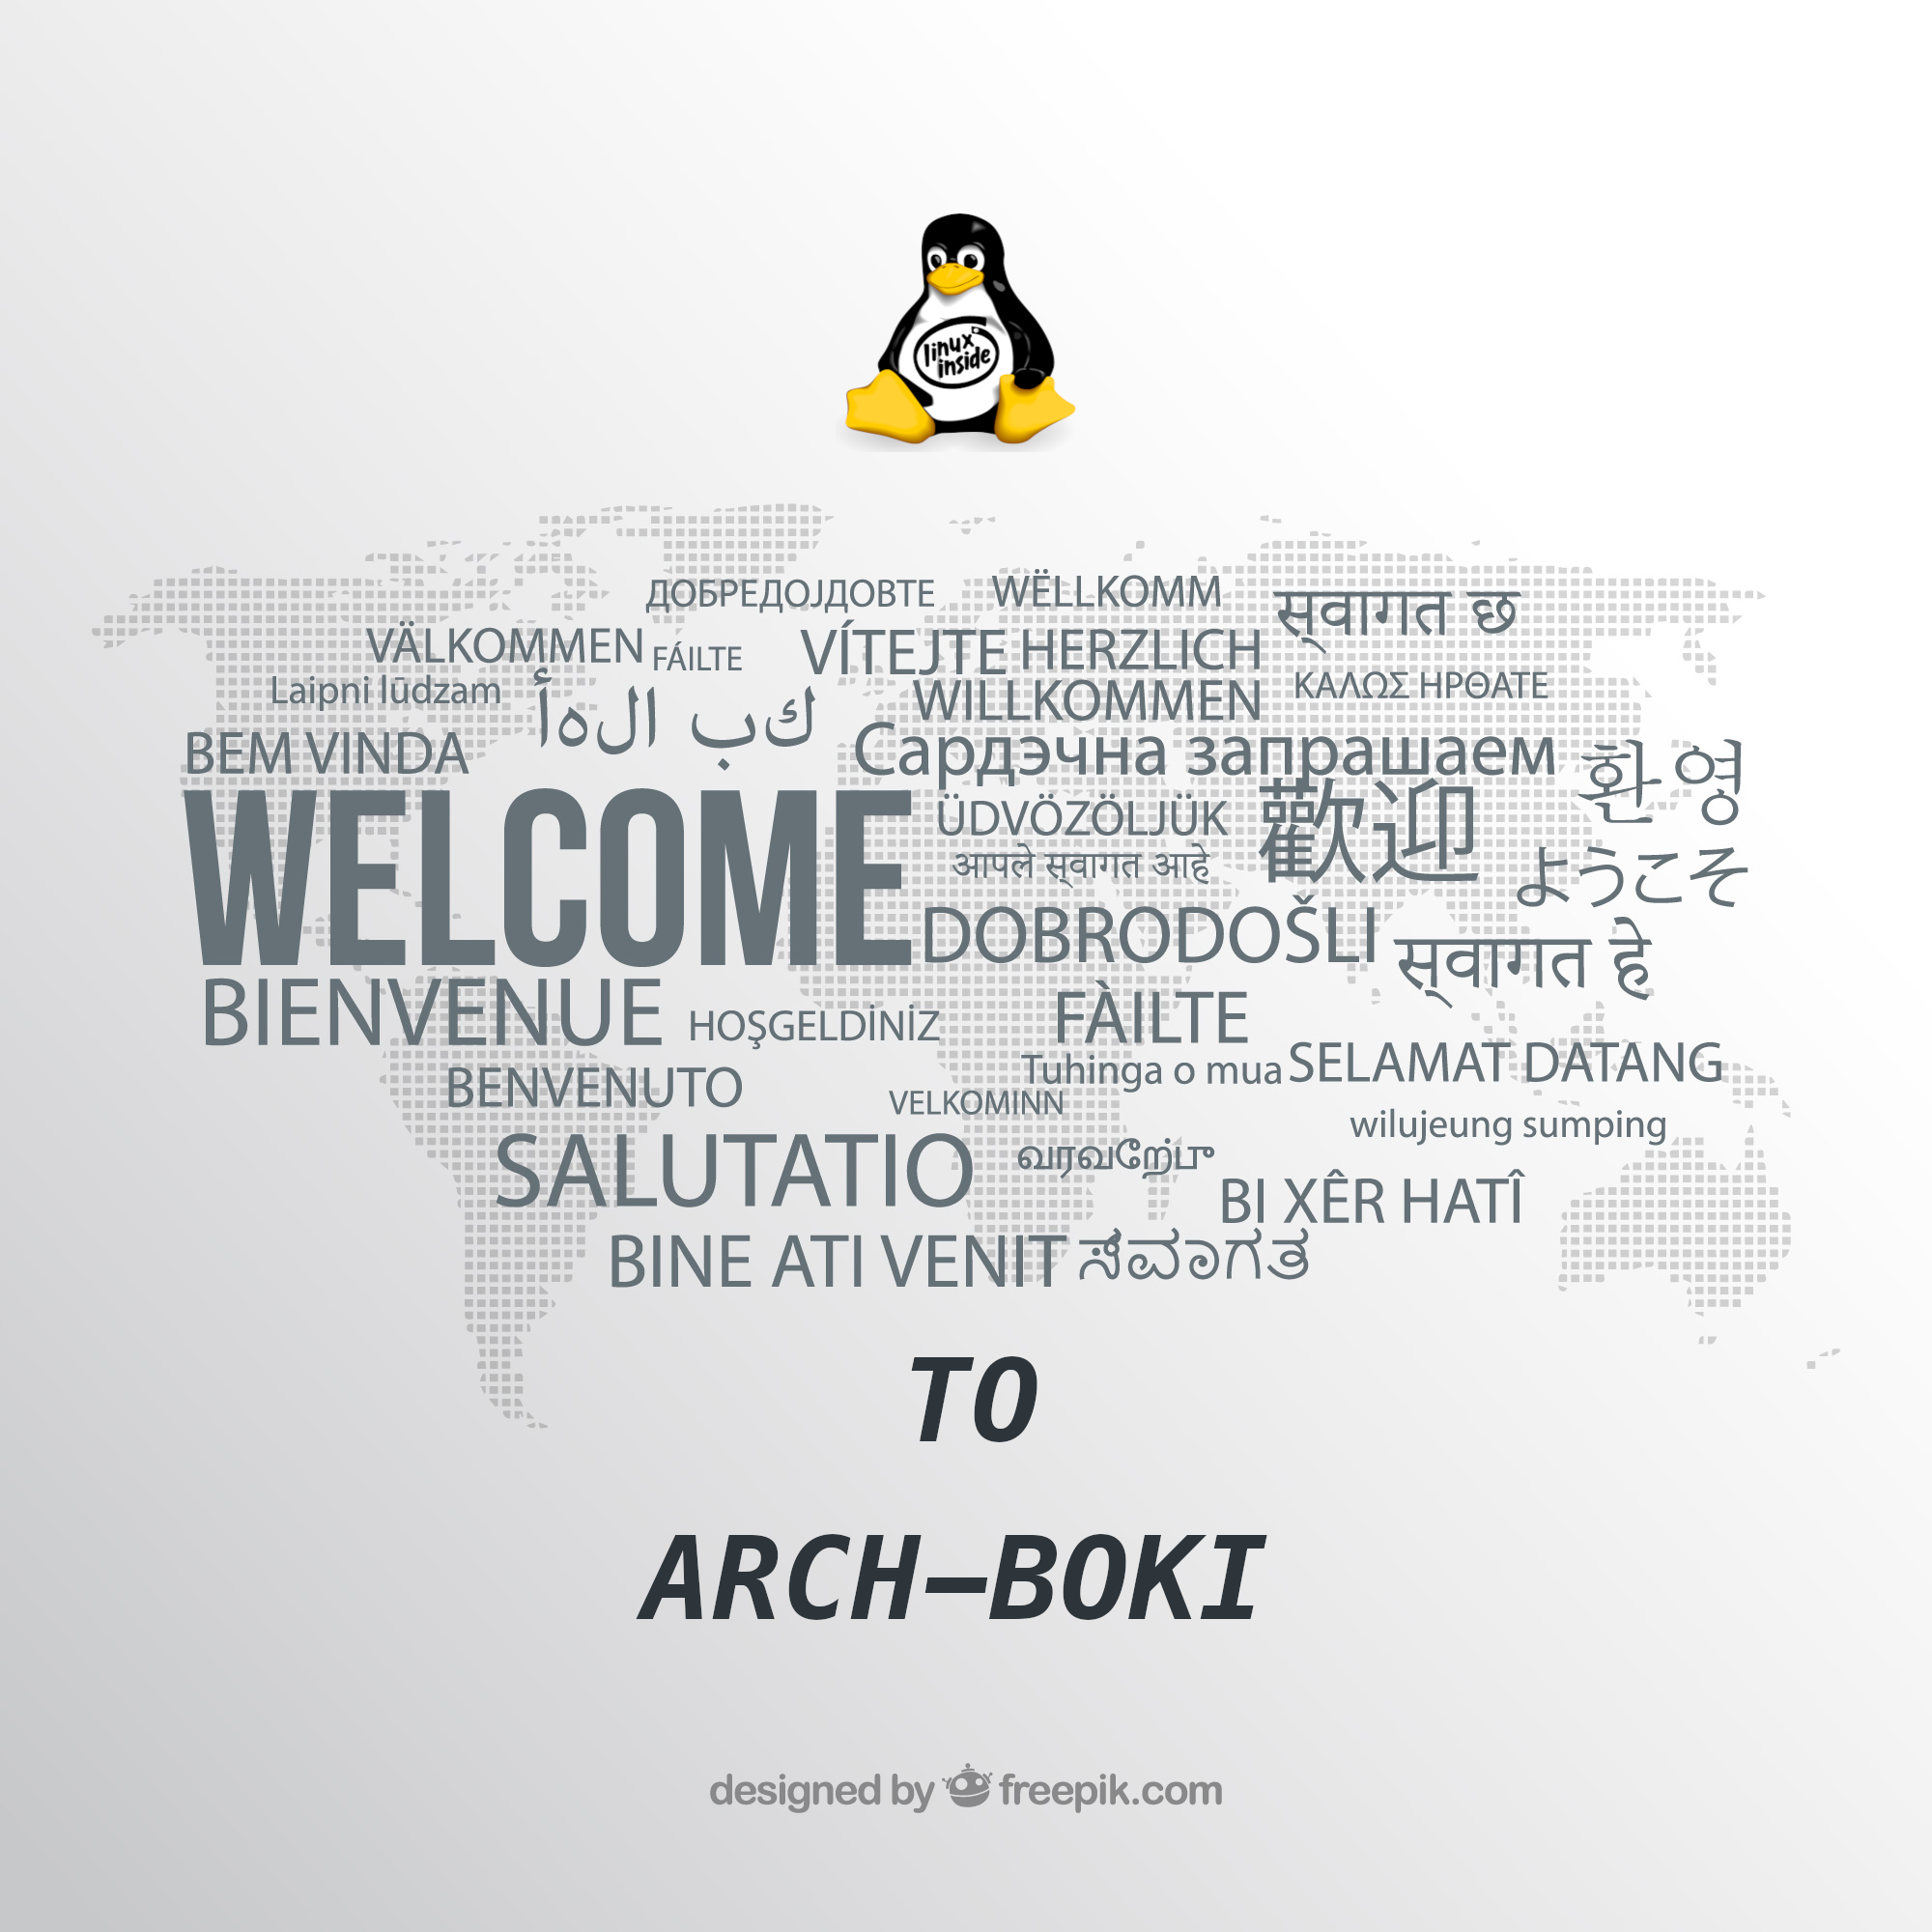 linux
inside
ДОБРЕДОЈДОВТЕ
WËLLKOMM
स्वागत छ
VÄLKOMMEN
FÁILTE
VÍTEJTE
HERZLICH
WILLKOMMEN
Laipni lūdzam
ΚΑΛΩΣ ΗΡΘΑΤΕ
أ ه ل ا ب ك
BEM VINDA
Сардэчна запрашаем
환영
WELCOME
ÜDVÖZÖLJÜK
歡迎
आपले स्वागत आहे
ようこそ
DOBRODOŠLI
स्वागत हे
BIENVENUE
HOŞGELDİNİZ
FÀILTE
Tuhinga o mua
SELAMAT DATANG
BENVENUTO
VELKOMINN
wilujeung sumping
SALUTATIO
BI XÊR HATÎ
BINE ATI VENIT
TO
ARCH-BOKI
designed by freepik.com